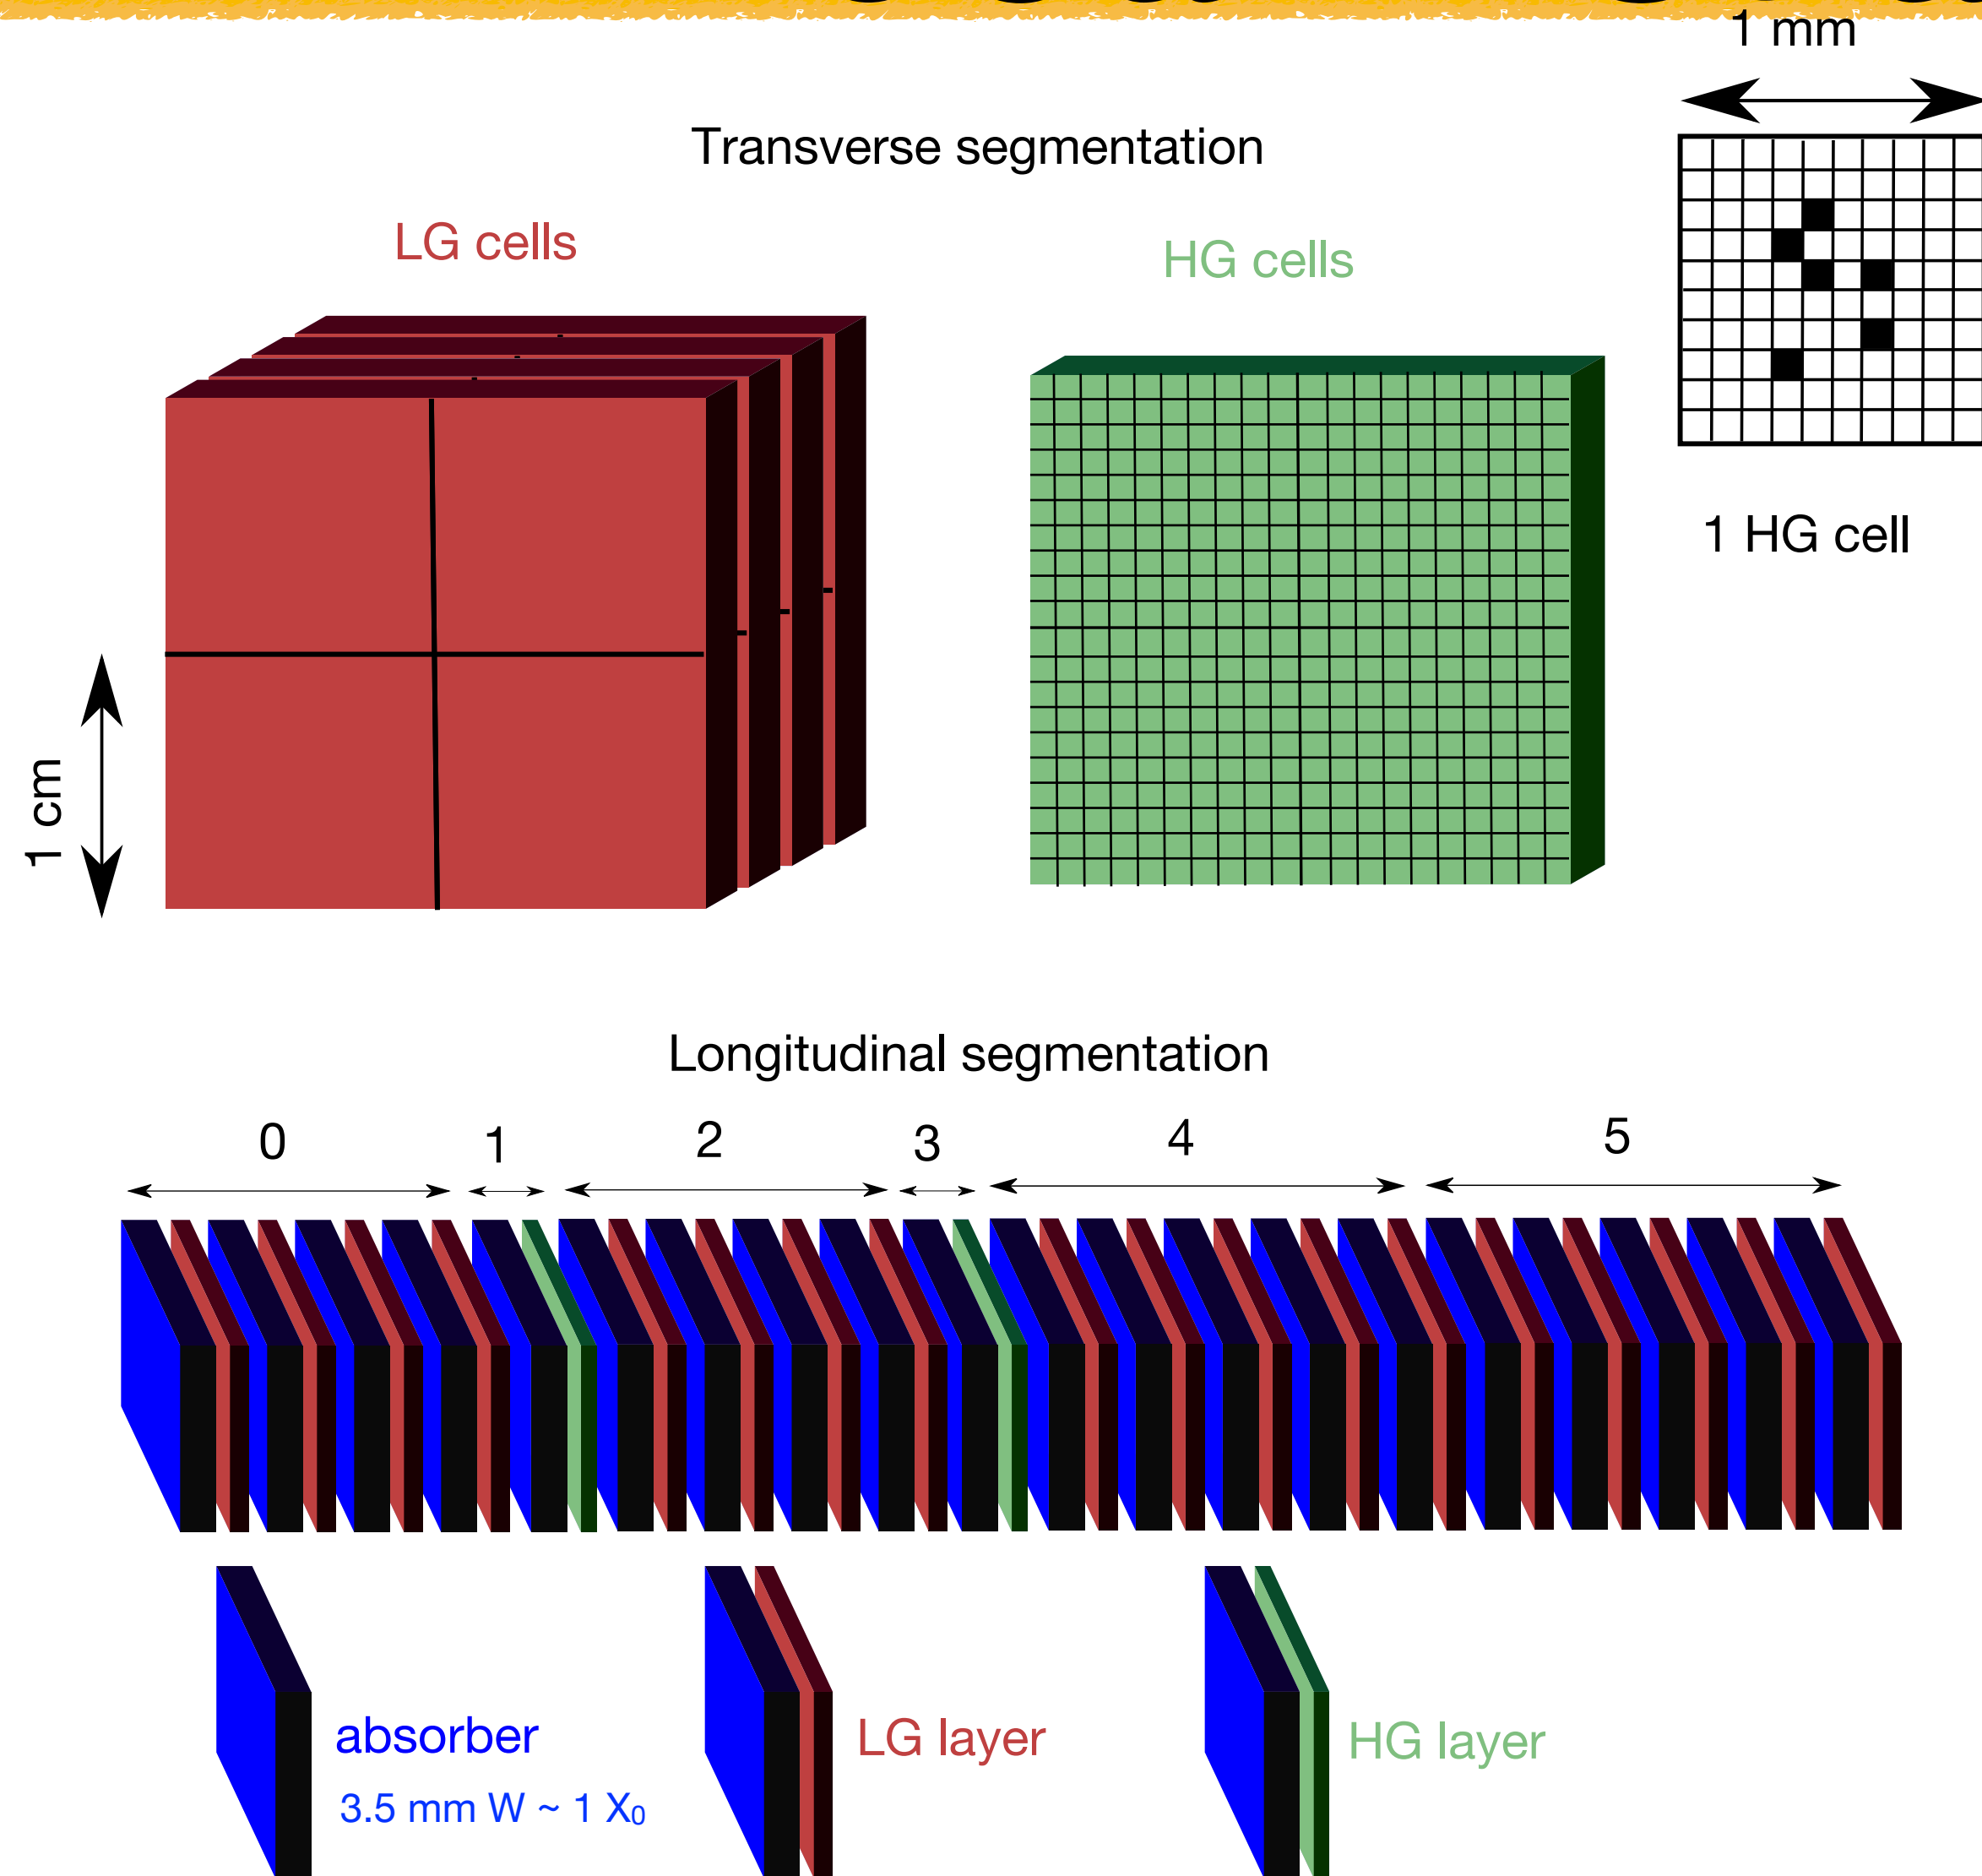 1 mm
Transverse segmentation
LG cells
HG cells
1 HG cell
1 cm
Longitudinal segmentation
0
1
2
3
4
5
absorber
3.5 mm W ~ 1 X₀
LG layer
HG layer